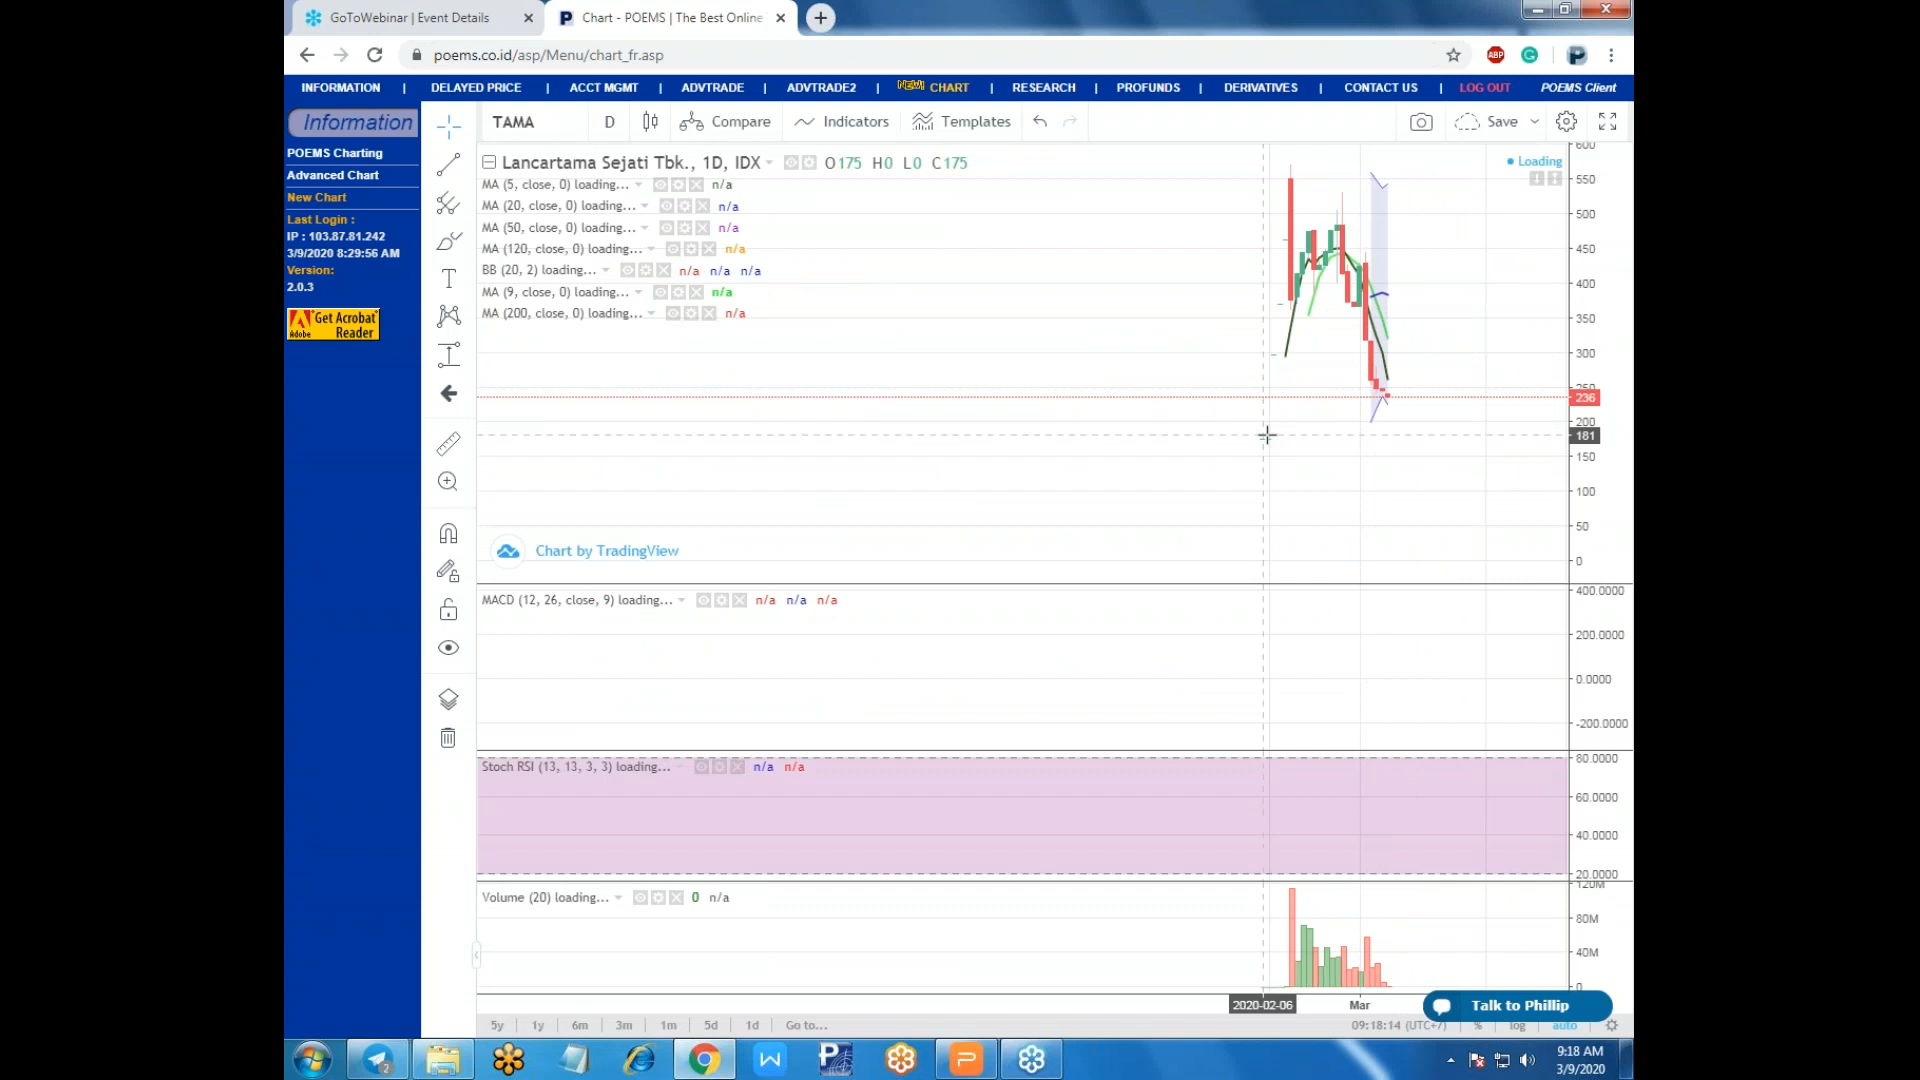 GoToWebinar | Event Details
Chart - POEMS | The Best Online
poems.co.id/asp/Menu/chart_fr.asp
ABP
INFORMATION | DELAYED PRICE | ACCT MGMT | ADVTRADE | ADVTRADE2 | NEW! CHART | RESEARCH | PROFUNDS | DERIVATIVES | CONTACT US | LOG OUT POEMS Client
Information
POEMS Charting
Advanced Chart
New Chart
Last Login :
IP : 103.87.81.242
3/9/2020 8:29:56 AM
Version:
2.0.3
Get Acrobat
Adobe Reader
TAMA D Compare Indicators Templates Save
Lancartama Sejati Tbk., 1D, IDX O175 H0 L0 C175
Loading
MA (5, close, 0) loading... n/a
MA (20, close, 0) loading... n/a
MA (50, close, 0) loading... n/a
MA (120, close, 0) loading... n/a
BB (20, 2) loading... n/a n/a n/a
MA (9, close, 0) loading... n/a
MA (200, close, 0) loading... n/a
600
550
500
450
400
350
300
250
236
200
181
150
100
50
0
Chart by TradingView
MACD (12, 26, close, 9) loading... n/a n/a n/a
400.0000
200.0000
0.0000
-200.0000
Stoch RSI (13, 13, 3, 3) loading... n/a n/a
80.0000
60.0000
40.0000
20.0000
Volume (20) loading... 0 n/a
120M
80M
40M
0
2020-02-06 Mar
Talk to Phillip
5y 1y 6m 3m 1m 5d 1d Go to... 09:18:14 (UTC+7) % log auto
2
W
P
P
9:18 AM
3/9/2020